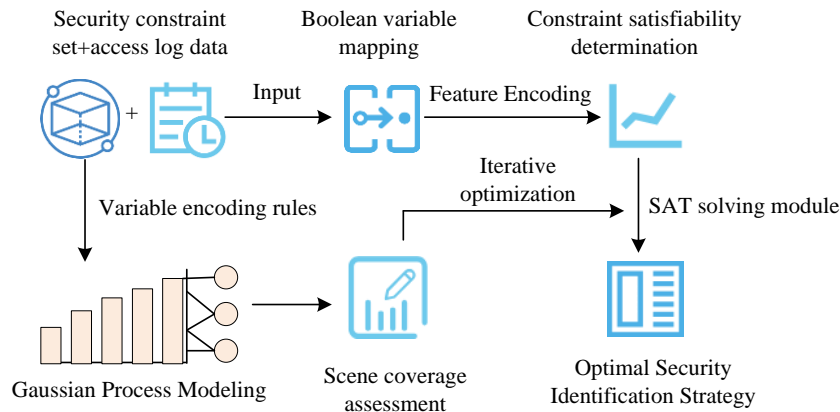 Security constraint
set+access log data
Boolean variable
mapping
Constraint satisfiability
determination
+
Input
Feature Encoding
Variable encoding rules
Iterative
optimization
SAT solving module
Gaussian Process Modeling
Scene coverage
assessment
Optimal Security
Identification Strategy